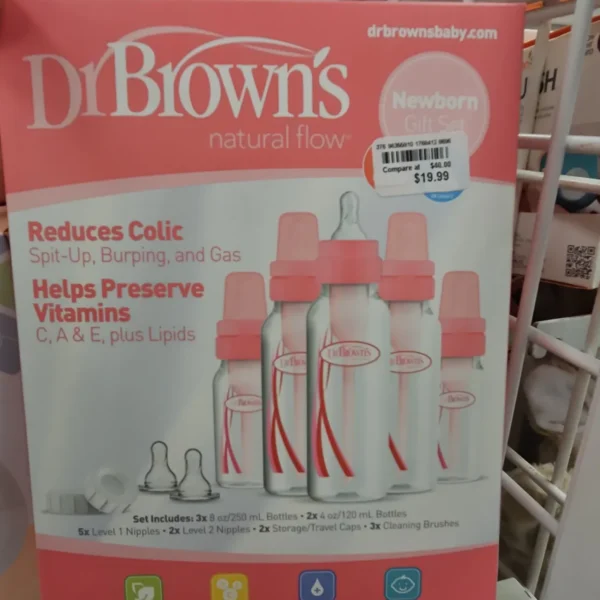 drbrownsbaby.com
Dr Brown's
natural flow™
Newborn
Gift Set
Compare at $40.00
$19.99
Reduces Colic
Spit-Up, Burping, and Gas
Helps Preserve
Vitamins
C, A & E, plus Lipids
Dr Brown's
Dr Brown's
Set Includes: 3x 8 oz/250 mL Bottles • 2x 4 oz/120 mL Bottles
5x Level 1 Nipples • 2x Level 2 Nipples • 2x Storage/Travel Caps • 3x Cleaning Brushes